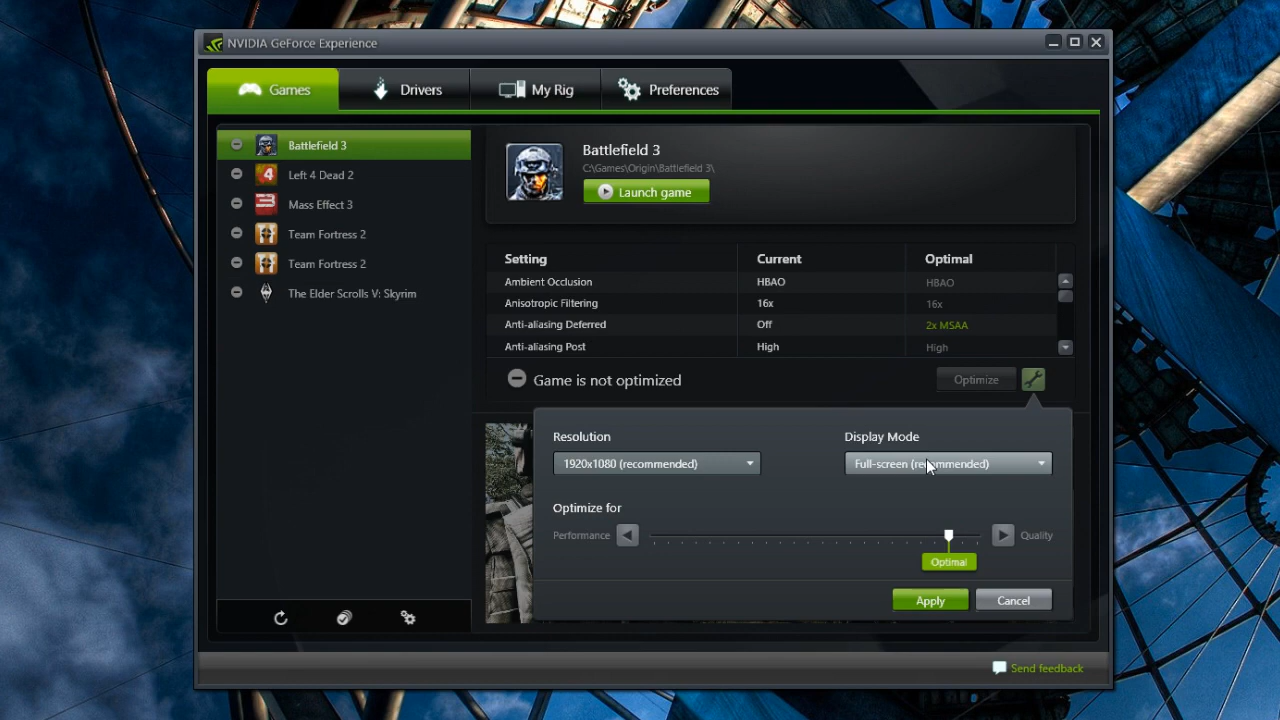 NVIDIA GeForce Experience
Games
Drivers
My Rig
Preferences
Battlefield 3
Left 4 Dead 2
Mass Effect 3
Team Fortress 2
Team Fortress 2
The Elder Scrolls V: Skyrim
Battlefield 3
C:\Games\Origin\Battlefield 3\
Launch game
Setting Current Optimal
Ambient Occlusion HBAO HBAO
Anisotropic Filtering 16x 16x
Anti-aliasing Deferred Off 2x MSAA
Anti-aliasing Post High High
Game is not optimized
Optimize
Resolution Display Mode
1920x1080 (recommended) Full-screen (recommended)
Optimize for
Performance Quality
Optimal
Apply Cancel
Send feedback